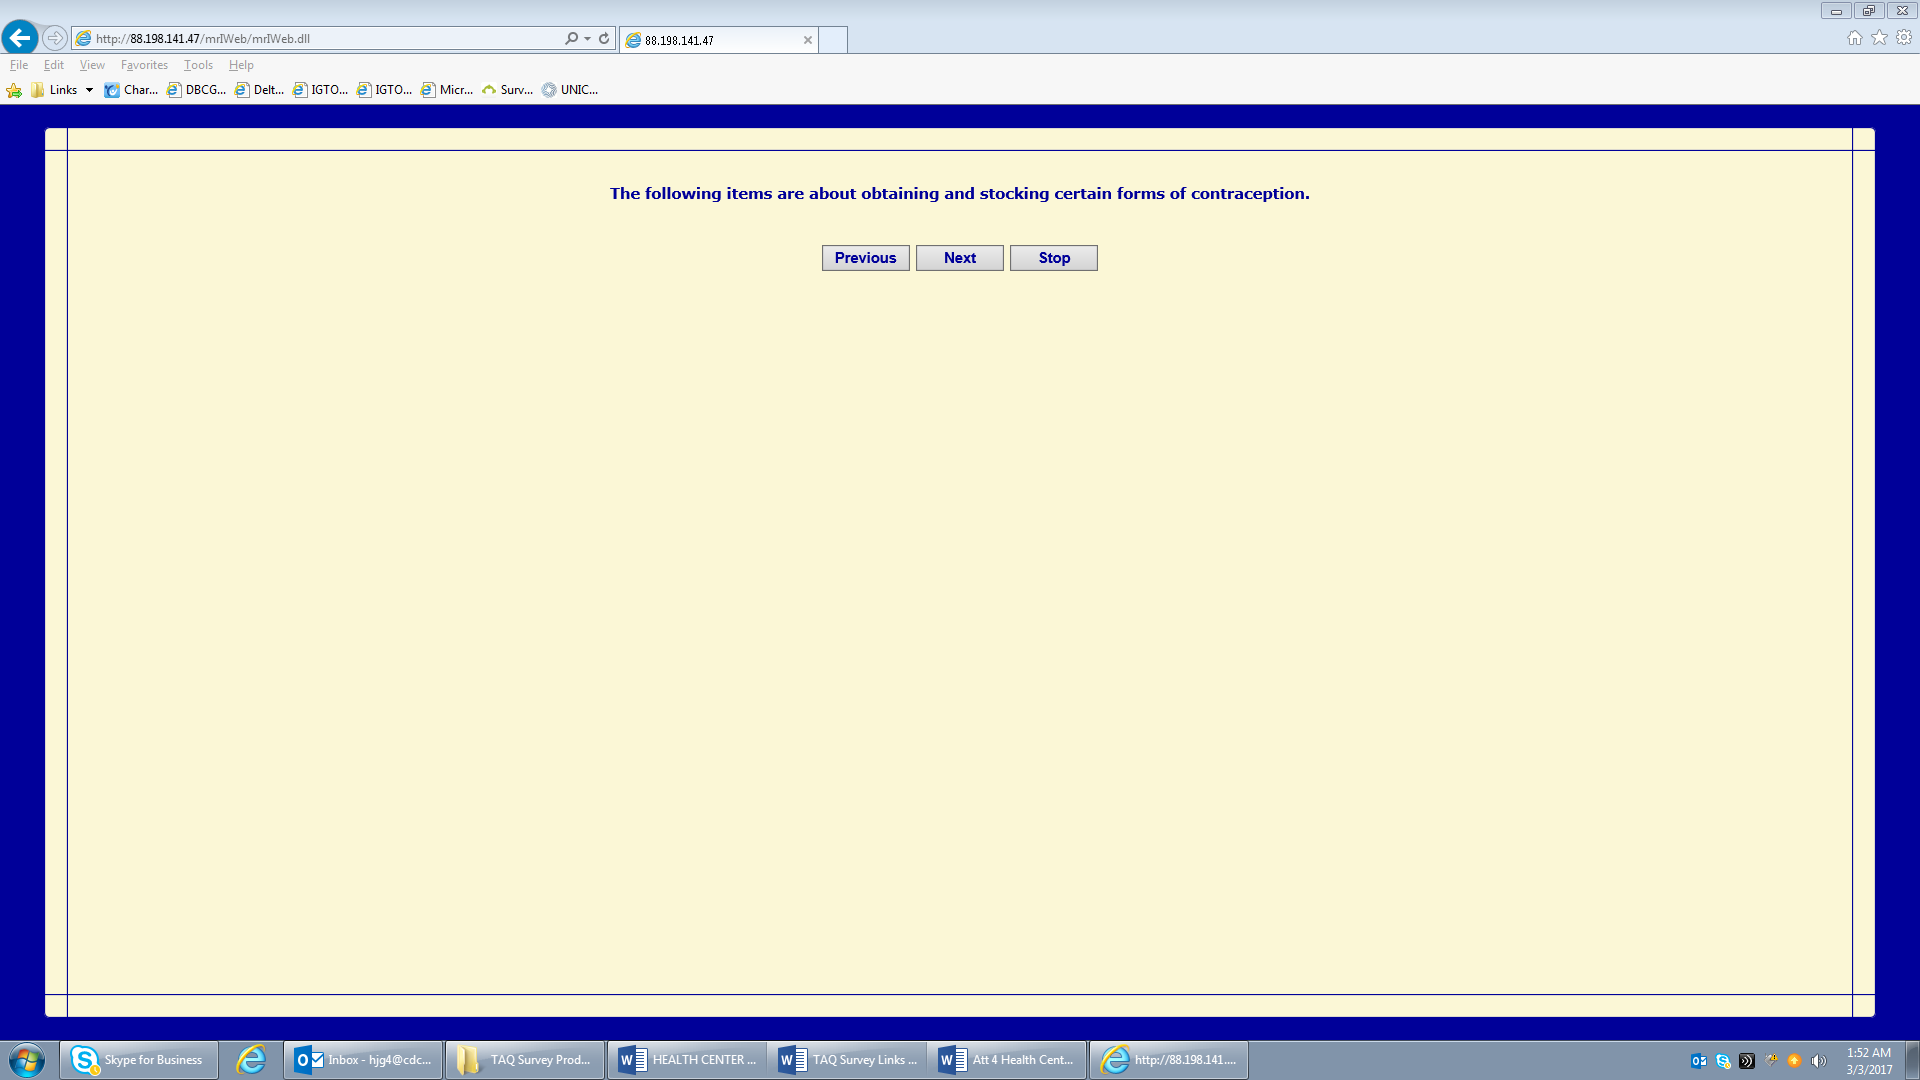 http://88.198.141.47/mrIWeb/mrIWeb.dll
88.198.141.47
File Edit View Favorites Tools Help
Links Char... DBCG... Delt... IGTO... IGTO... Micr... Surv... UNIC...
The following items are about obtaining and stocking certain forms of contraception.
Previous Next Stop
Skype for Business Inbox - hjg4@cdc... TAQ Survey Prod... HEALTH CENTER ... TAQ Survey Links ... Att 4 Health Cent... http://88.198.141....
1:52 AM
3/3/2017